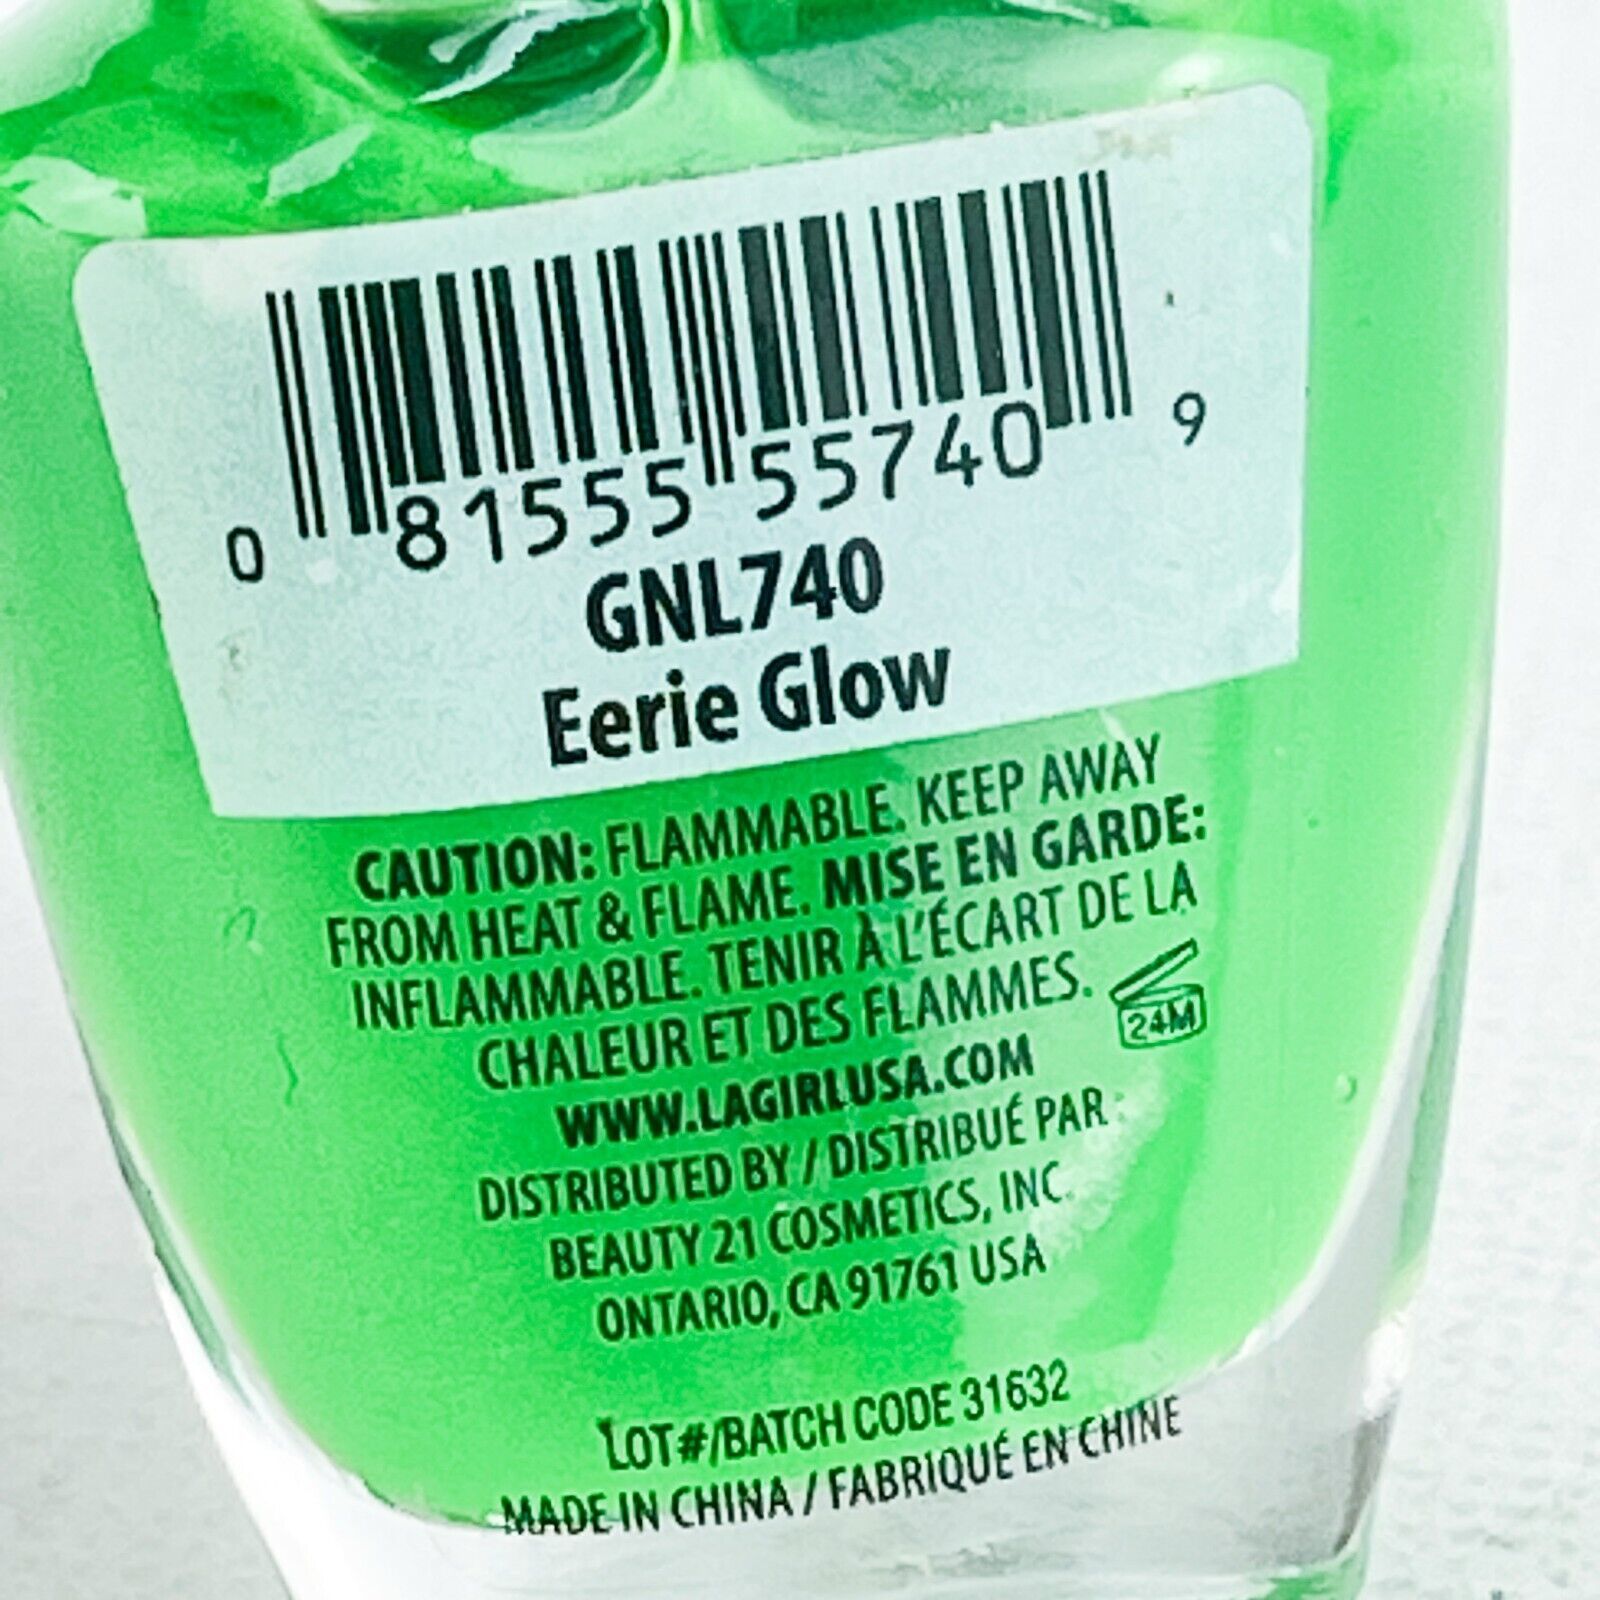 0 81555 55740 9
GNL740
Eerie Glow
CAUTION: FLAMMABLE. KEEP AWAY
FROM HEAT & FLAME. MISE EN GARDE:
INFLAMMABLE. TENIR À L'ÉCART DE LA
CHALEUR ET DES FLAMMES.
24M
WWW.LAGIRLUSA.COM
DISTRIBUTED BY / DISTRIBUÉ PAR :
BEAUTY 21 COSMETICS, INC.
ONTARIO, CA 91761 USA
LOT#/BATCH CODE 31632
MADE IN CHINA / FABRIQUÉ EN CHINE